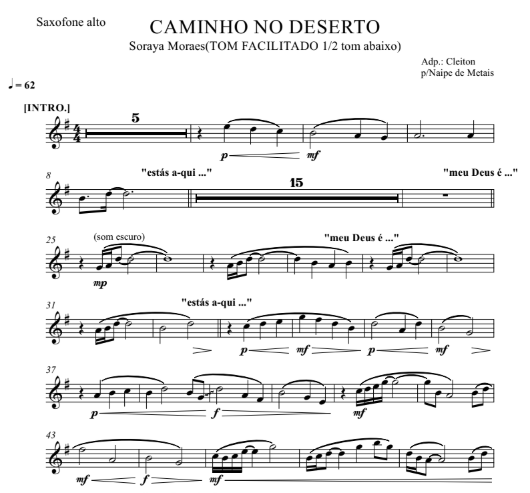 Saxofone alto
CAMINHO NO DESERTO
Soraya Moraes(TOM FACILITADO 1/2 tom abaixo)
Adp.: Cleiton
p/Naipe de Metais
♩ = 62
[INTRO.]
5
4
4
p
mf
8
"estás a-qui ..."
15
"meu Deus é ..."
25
(som escuro)
"meu Deus é ..."
mp
31
"estás a-qui ..."
p
mf
p
mf
37
p
f
mf
43
mf
f
mf